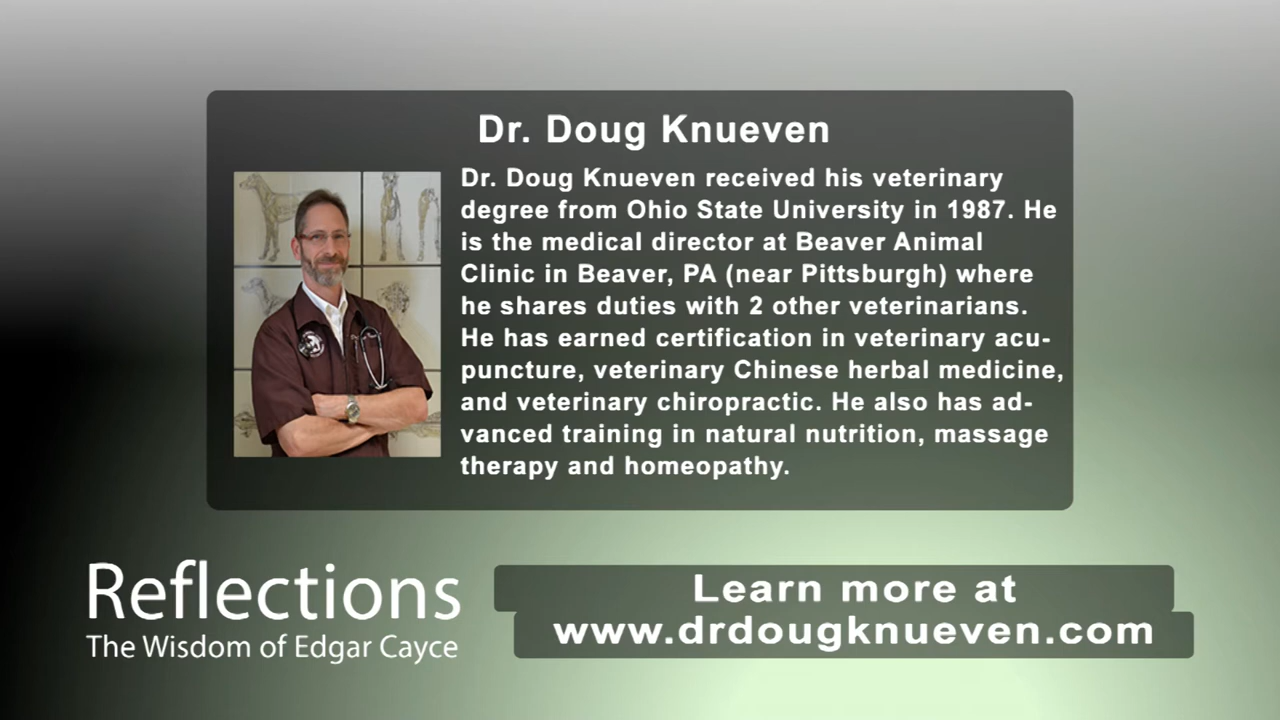 Dr. Doug Knueven
Dr. Doug Knueven received his veterinary
degree from Ohio State University in 1987. He
is the medical director at Beaver Animal
Clinic in Beaver, PA (near Pittsburgh) where
he shares duties with 2 other veterinarians.
He has earned certification in veterinary acu-
puncture, veterinary Chinese herbal medicine,
and veterinary chiropractic. He also has ad-
vanced training in natural nutrition, massage
therapy and homeopathy.
Reflections
The Wisdom of Edgar Cayce
Learn more at
www.drdougknueven.com